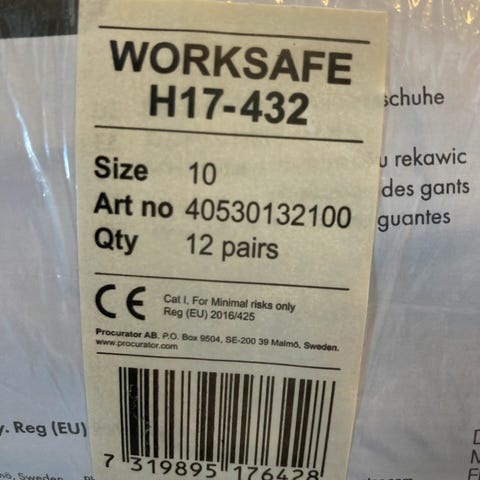 WORKSAFE
H17-432
Size 10
Art no 40530132100
Qty 12 pairs
CE Cat I, For Minimal risks only
Reg (EU) 2016/425
Procurator AB. P.O. Box 9504, SE-200 39 Malmö, Sweden.
www.procurator.com
7 319895 176428
schuhe
u rekawic
des gants
guantes
y. Reg (EU)
Sweden